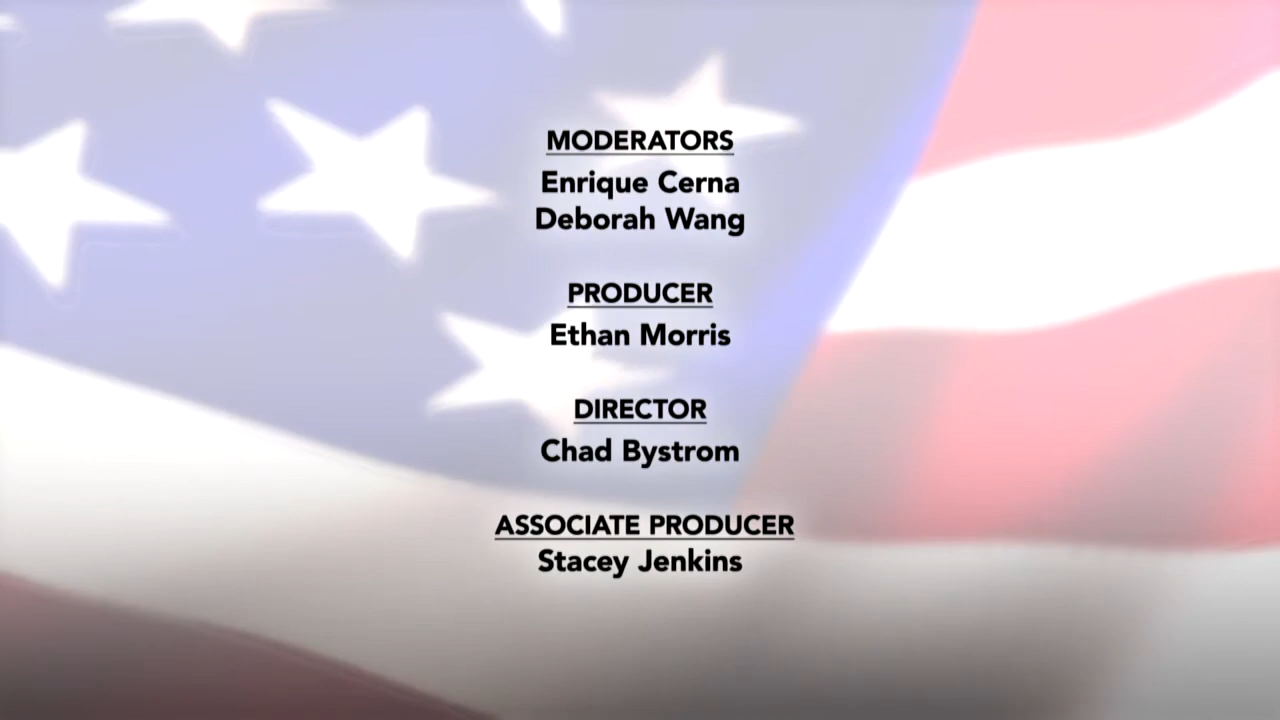 MODERATORS
Enrique Cerna
Deborah Wang
PRODUCER
Ethan Morris
DIRECTOR
Chad Bystrom
ASSOCIATE PRODUCER
Stacey Jenkins